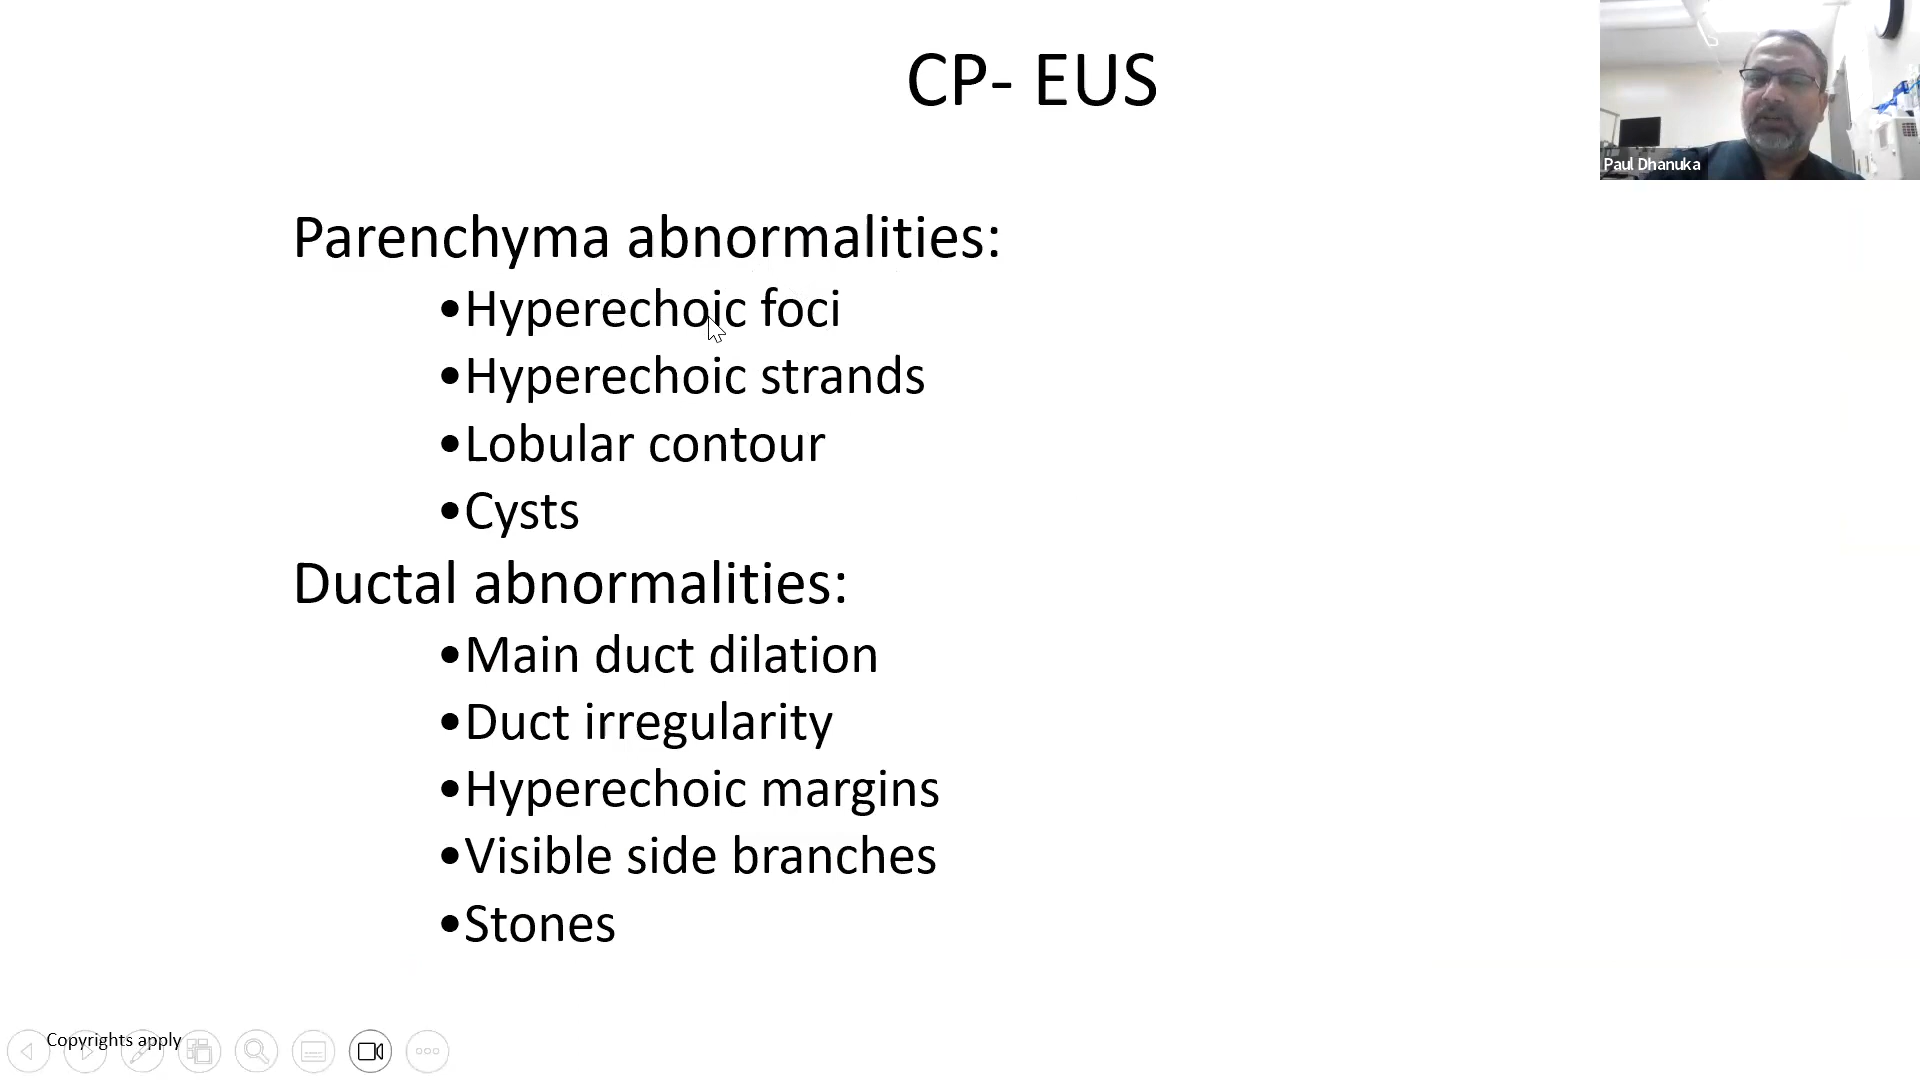 CP- EUS
Paul Dhanuka
Parenchyma abnormalities:
•Hyperechoic foci
•Hyperechoic strands
•Lobular contour
•Cysts
Ductal abnormalities:
•Main duct dilation
•Duct irregularity
•Hyperechoic margins
•Visible side branches
•Stones
Copyrights apply